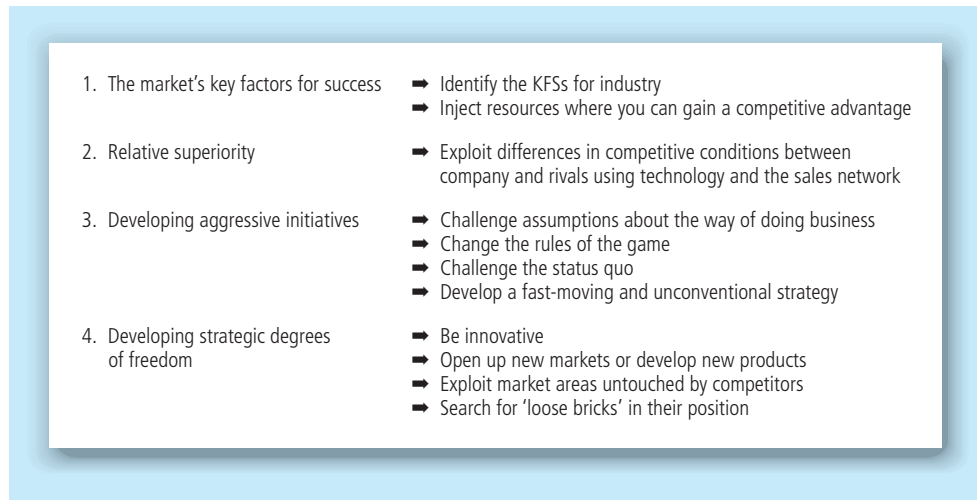 1. The market’s key factors for success ➡ Identify the KFSs for industry
➡ Inject resources where you can gain a competitive advantage
2. Relative superiority ➡ Exploit differences in competitive conditions between
company and rivals using technology and the sales network
3. Developing aggressive initiatives ➡ Challenge assumptions about the way of doing business
➡ Change the rules of the game
➡ Challenge the status quo
➡ Develop a fast-moving and unconventional strategy
4. Developing strategic degrees ➡ Be innovative
of freedom ➡ Open up new markets or develop new products
➡ Exploit market areas untouched by competitors
➡ Search for ‘loose bricks’ in their position